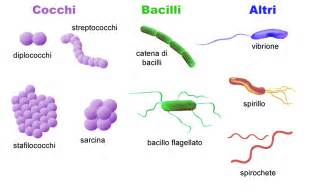 Cocchi
Bacilli
Altri
streptococchi
diplococchi
catena di
bacilli
vibrione
spirillo
stafilococchi
sarcina
bacillo flagellato
spirochete